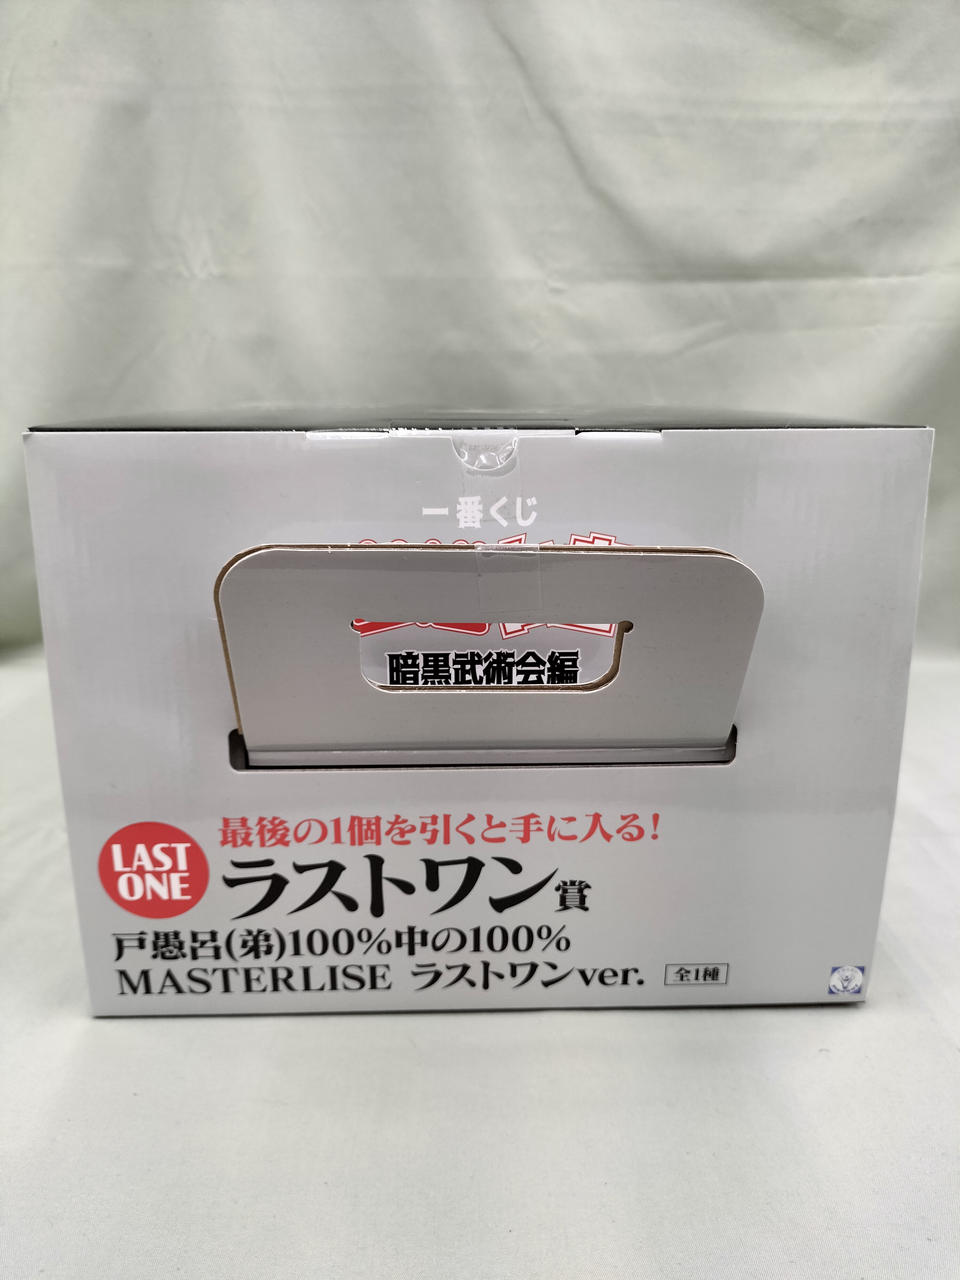 一番くじ
暗黒武術会編
LAST
ONE
最後の1個を引くと手に入る!
ラストワン賞
戸愚呂(弟)100%中の100%
MASTERLISE ラストワンver.
全1種